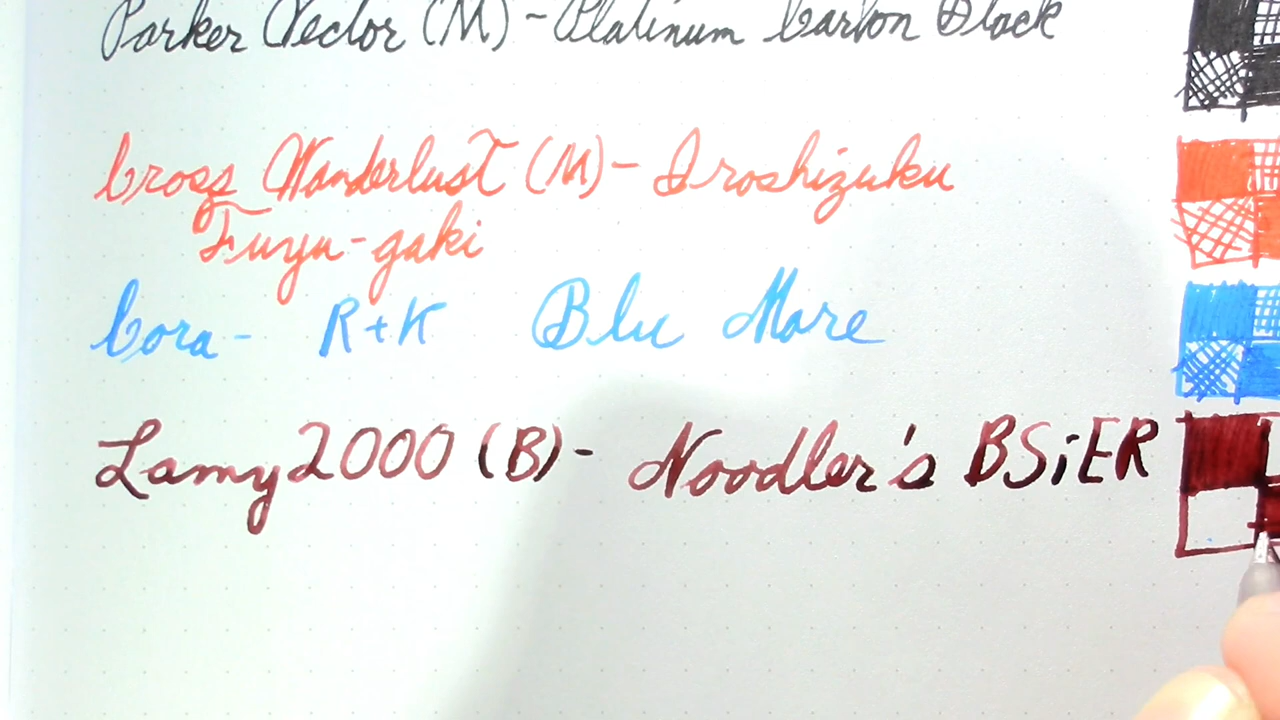 Parker Vector (M) - Platinum Carbon Black
Cross Wanderlust (M) - Iroshizuku
Fuyu-gaki
Cora - R+K Blu Mare
Lamy 2000 (B) - Noodler's BSiER